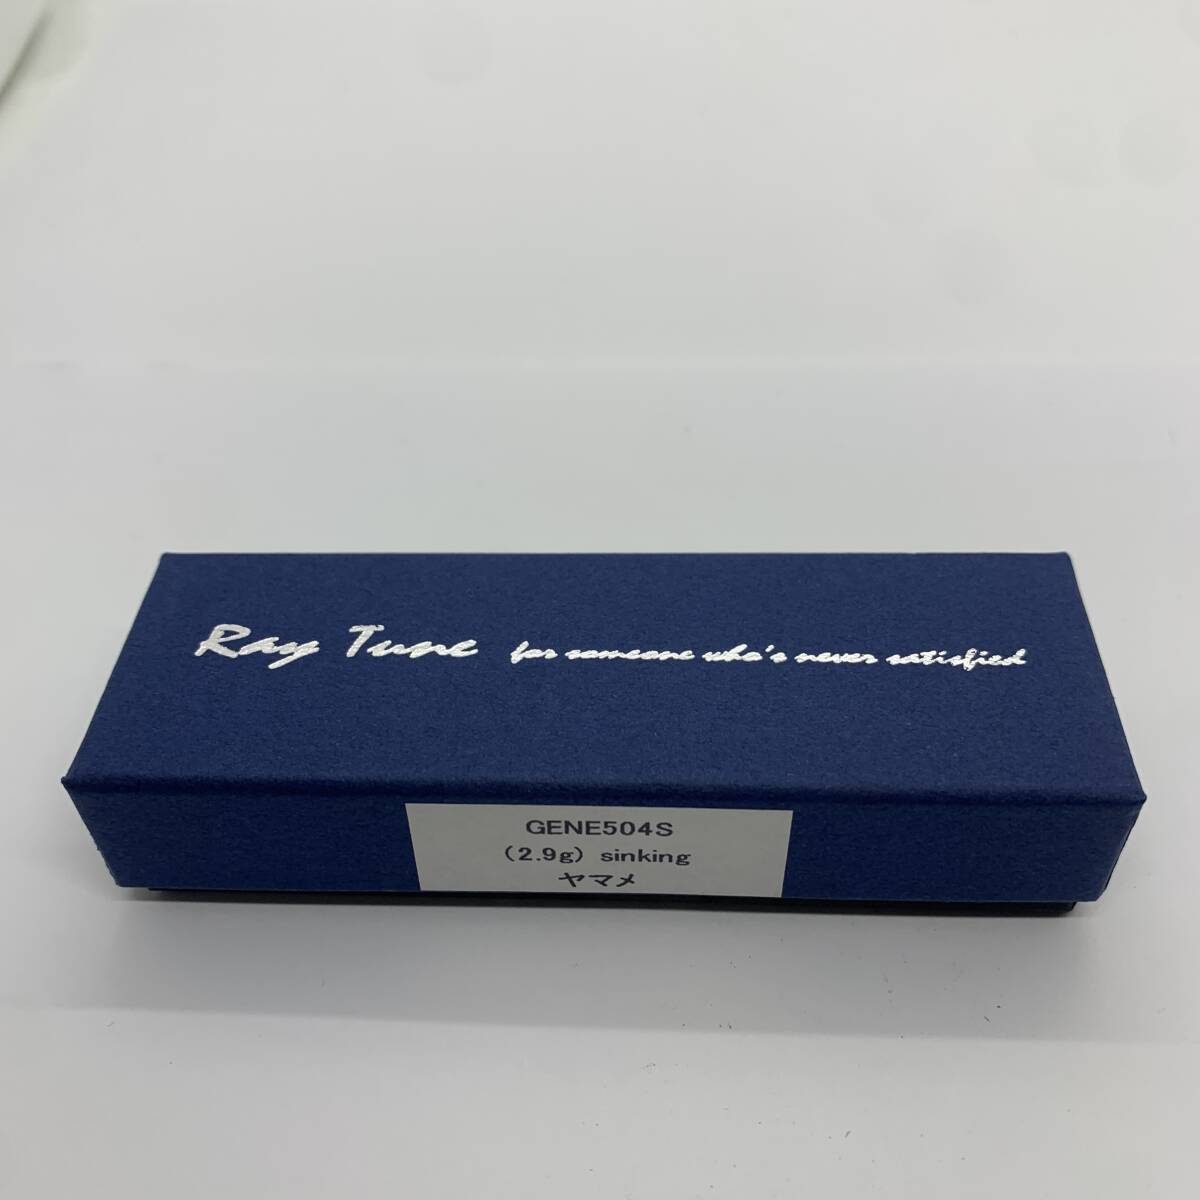 Ray Tune for someone who's never satisfied
GENE504S
(2.9g) sinking
ヤマメ